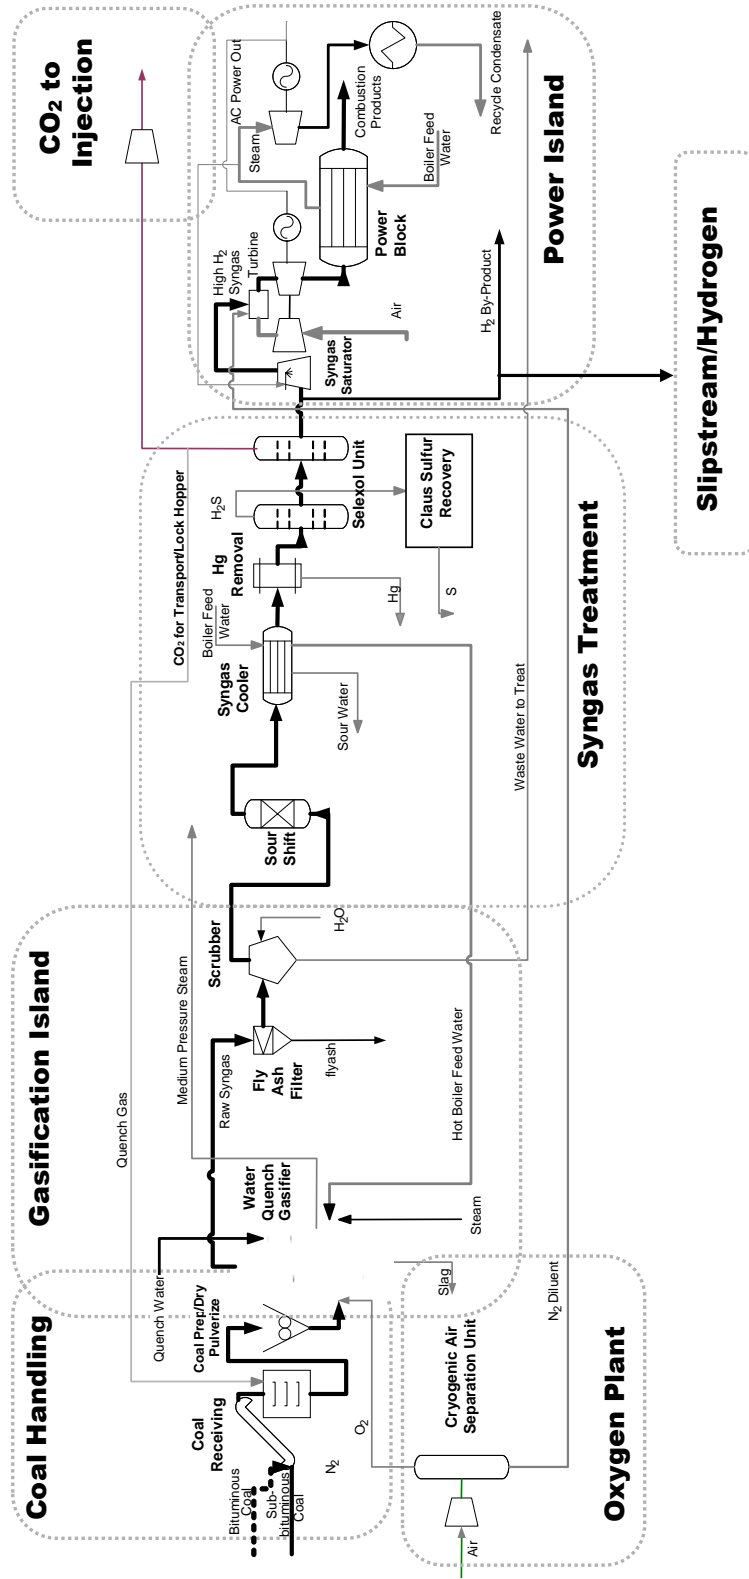 Coal Handling
Bituminous
Coal
Sub-
bituminous
Coal
Coal
Receiving
N2
Coal Prep/Dry
Pulverize
Quench Water
O2
Oxygen Plant
Air
Cryogenic Air
Separation Unit
N2 Diluent
Gasification Island
Quench Gas
Medium Pressure Steam
Raw Syngas
Water
Quench
Gasifier
Slag
Steam
Hot Boiler Feed Water
Fly
Ash
Filter
flyash
Scrubber
H2O
Syngas Treatment
Sour
Shift
Syngas
Cooler
Boiler Feed
Water
Sour Water
CO2 for Transport/Lock Hopper
Hg
Removal
Hg
H2S
Selexol Unit
Claus Sulfur
Recovery
S
Waste Water to Treat
CO2 to
Injection
Power Island
Syngas
Saturator
High H2
Syngas
Turbine
Air
H2 By-Product
Power
Block
Steam
AC Power Out
Combustion
Products
Boiler Feed
Water
Recycle Condensate
Slipstream/Hydrogen